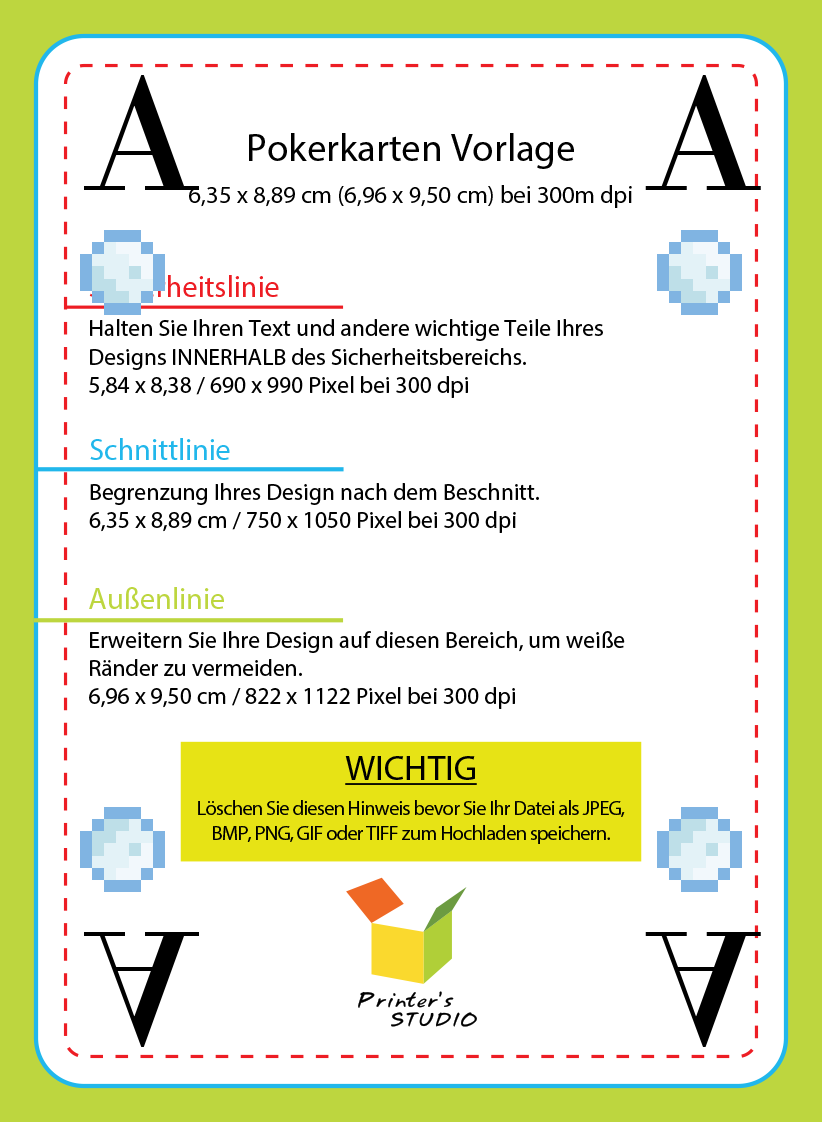 A A
Pokerkarten Vorlage
6,35 x 8,89 cm (6,96 x 9,50 cm) bei 300m dpi
heitslinie
Halten Sie Ihren Text und andere wichtige Teile Ihres
Designs INNERHALB des Sicherheitsbereichs.
5,84 x 8,38 / 690 x 990 Pixel bei 300 dpi
Schnittlinie
Begrenzung Ihres Design nach dem Beschnitt.
6,35 x 8,89 cm / 750 x 1050 Pixel bei 300 dpi
Außenlinie
Erweitern Sie Ihre Design auf diesen Bereich, um weiße
Ränder zu vermeiden.
6,96 x 9,50 cm / 822 x 1122 Pixel bei 300 dpi
WICHTIG
Löschen Sie diesen Hinweis bevor Sie Ihr Datei als JPEG,
BMP, PNG, GIF oder TIFF zum Hochladen speichern.
Printer's
STUDIO
A A